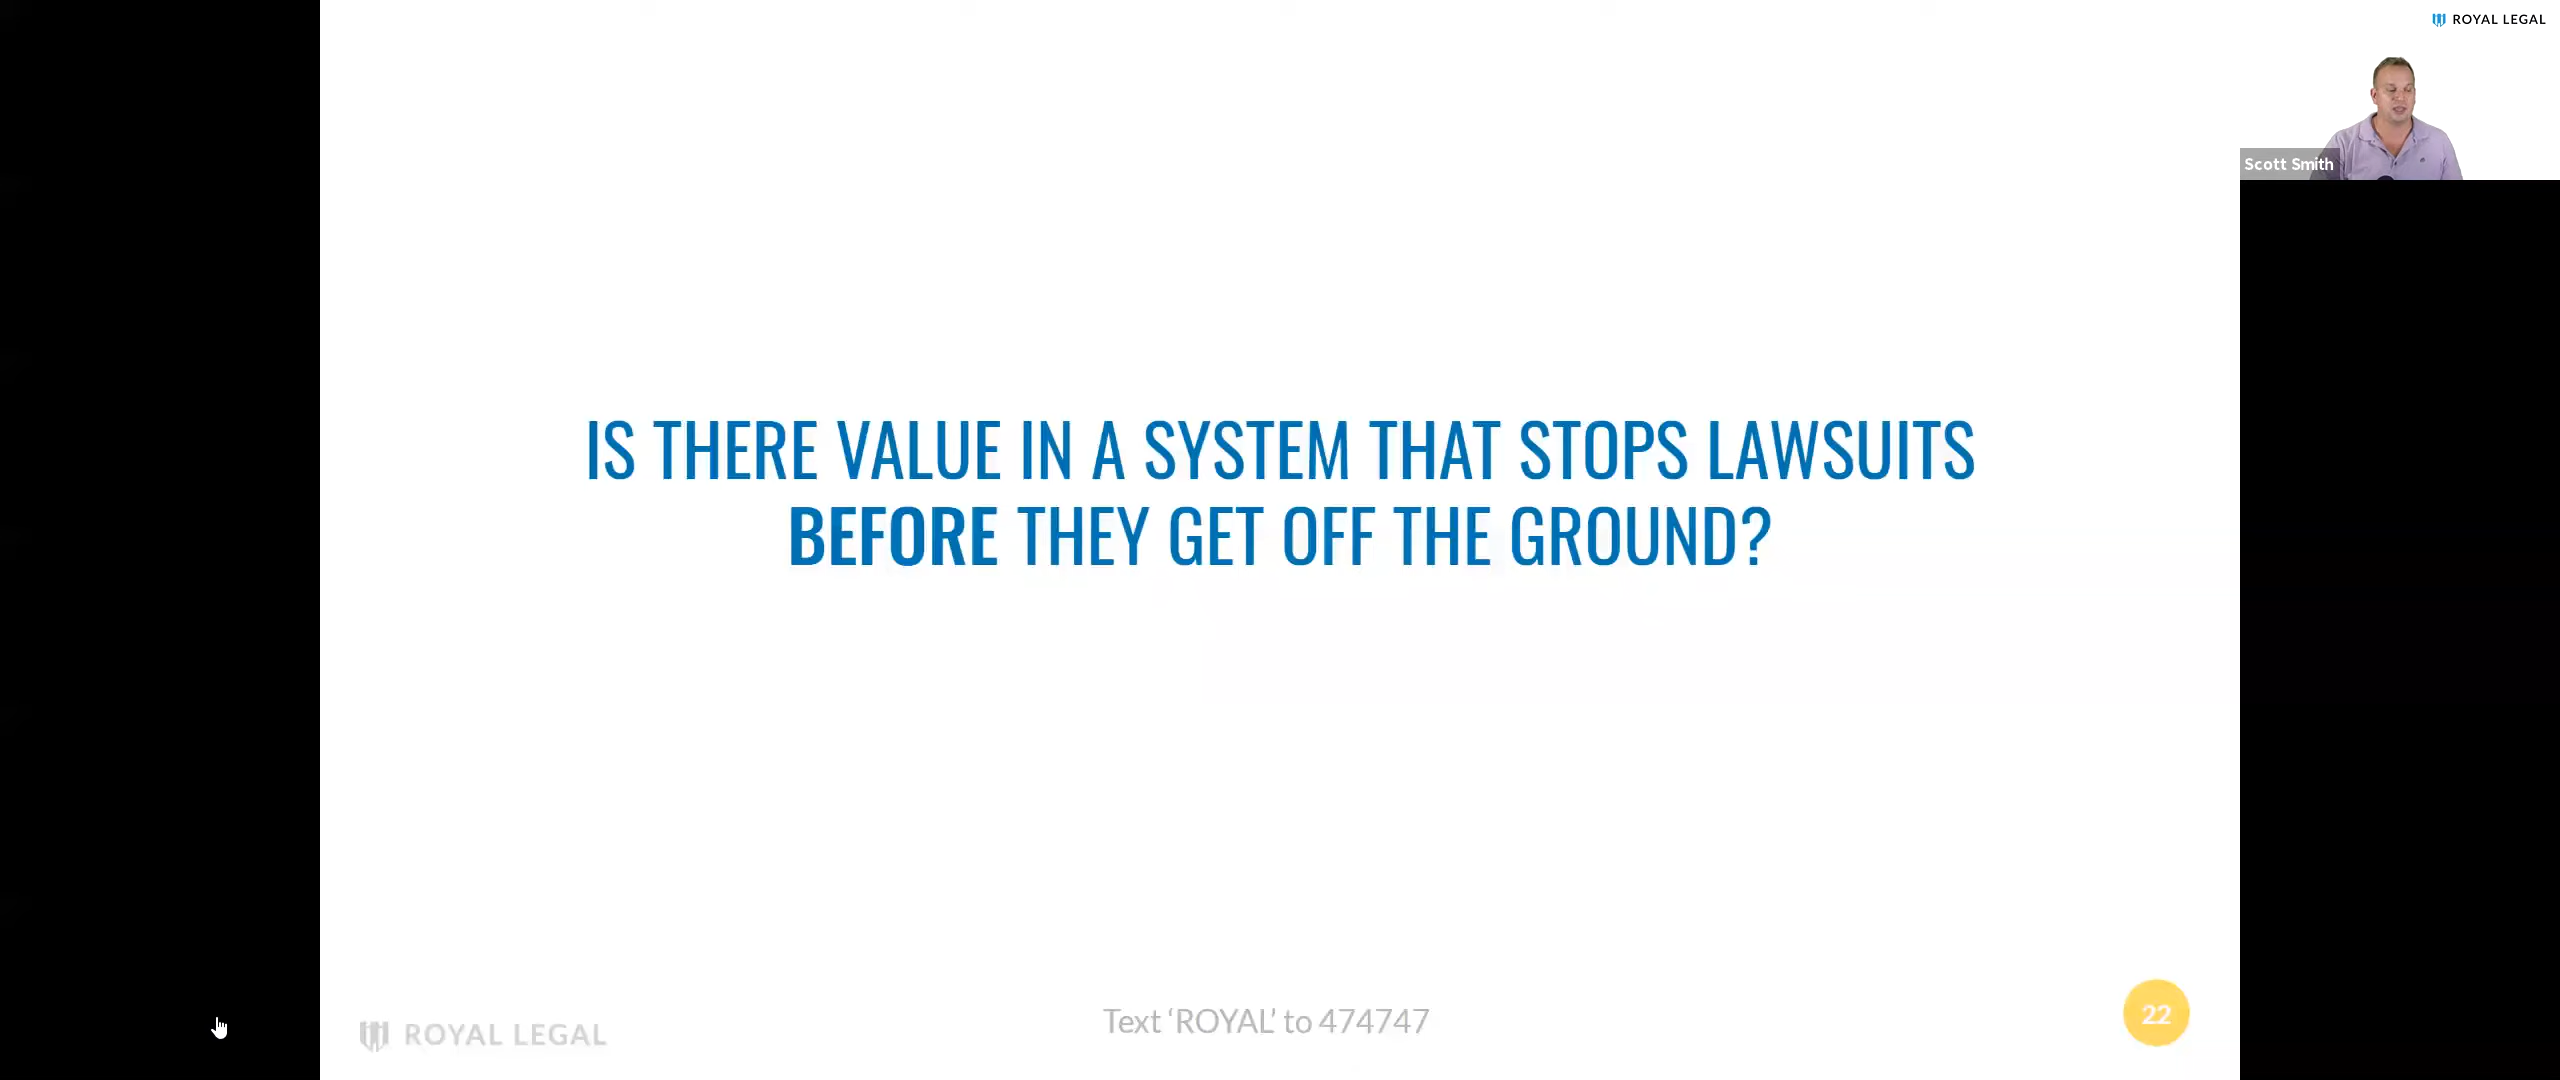 ROYAL LEGAL
Scott Smith
IS THERE VALUE IN A SYSTEM THAT STOPS LAWSUITS
BEFORE THEY GET OFF THE GROUND?
ROYAL LEGAL
Text ‘ROYAL’ to 474747
22